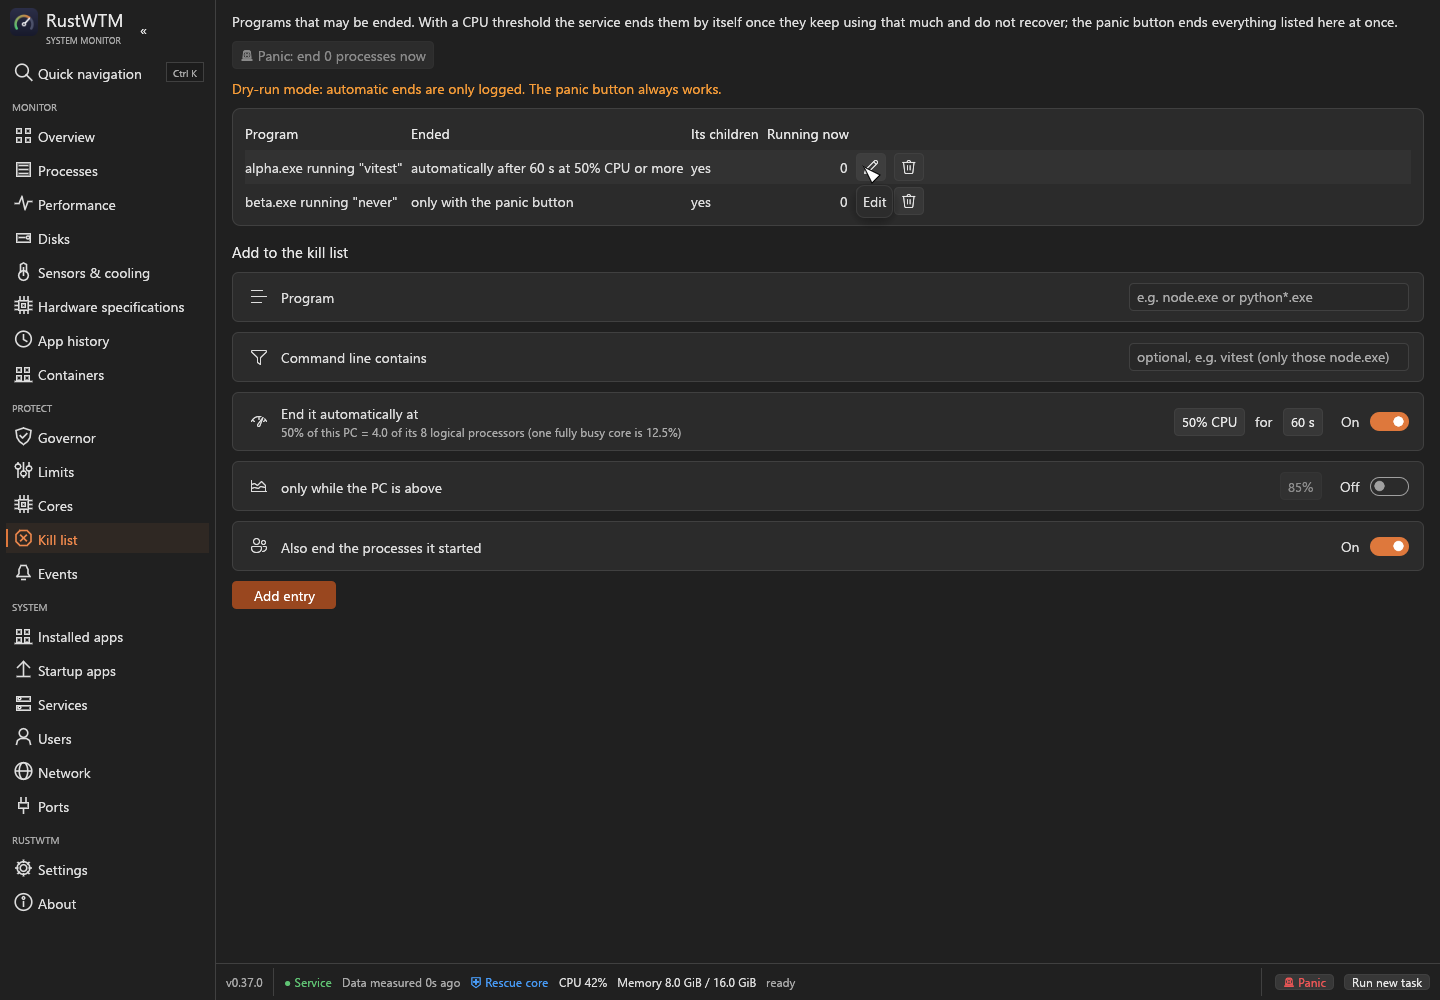 RustWTM
SYSTEM MONITOR
«
Quick navigation
Ctrl K
MONITOR
Overview
Processes
Performance
Disks
Sensors & cooling
Hardware specifications
App history
Containers
PROTECT
Governor
Limits
Cores
Kill list
Events
SYSTEM
Installed apps
Startup apps
Services
Users
Network
Ports
RUSTWTM
Settings
About
Programs that may be ended. With a CPU threshold the service ends them by itself once they keep using that much and do not recover; the panic button ends everything listed here at once.
Panic: end 0 processes now
Dry-run mode: automatic ends are only logged. The panic button always works.
Program Ended Its children Running now
alpha.exe running "vitest" automatically after 60 s at 50% CPU or more yes 0
beta.exe running "never" only with the panic button yes 0 Edit
Add to the kill list
Program e.g. node.exe or python*.exe
Command line contains optional, e.g. vitest (only those node.exe)
End it automatically at
50% of this PC = 4.0 of its 8 logical processors (one fully busy core is 12.5%)
50% CPU for 60 s On
only while the PC is above 85% Off
Also end the processes it started On
Add entry
v0.37.0 Service Data measured 0s ago Rescue core CPU 42% Memory 8.0 GiB / 16.0 GiB ready Panic Run new task